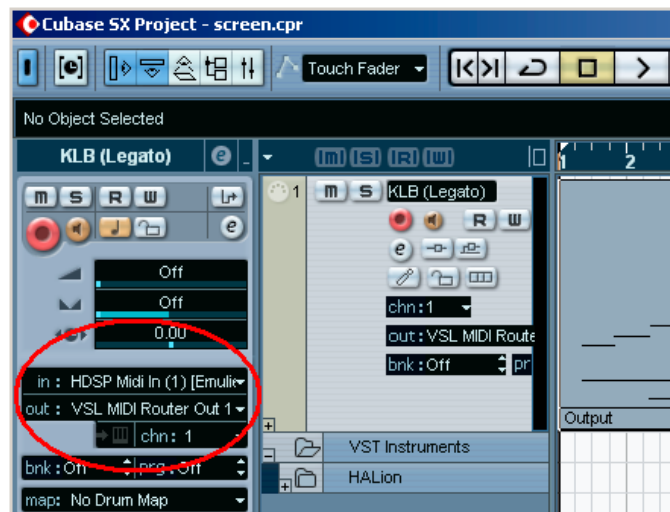 Cubase SX Project - screen.cpr
Touch Fader
No Object Selected
KLB (Legato) e
M S R W
e
Off
Off
0.00
in : HDSP Midi In (1) [Emulie
out : VSL MIDI Router Out 1
chn: 1
bnk: Off prg: Off
map: No Drum Map
M S R W
1 M S KLB (Legato)
R W
e
chn:1
out:VSL MIDI Route
bnk:Off pr
VST Instruments
HALion
1 2
Output